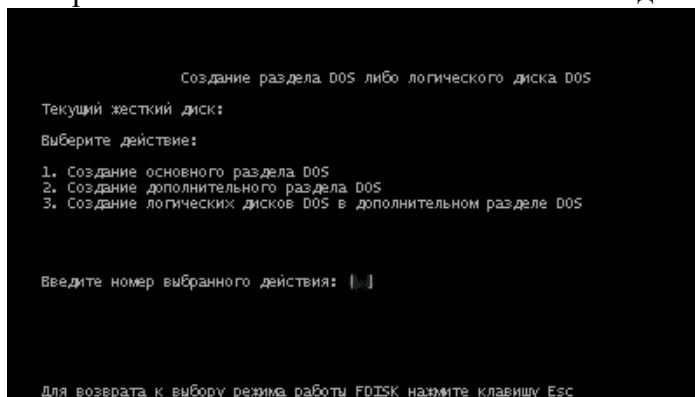 Создание раздела DOS либо логического диска DOS
Текущий жесткий диск:
Выберите действие:
1. Создание основного раздела DOS
2. Создание дополнительного раздела DOS
3. Создание логических дисков DOS в дополнительном разделе DOS
Введите номер выбранного действия: [ ]
Для возврата к выбору режима работы FDISK нажмите клавишу Esc